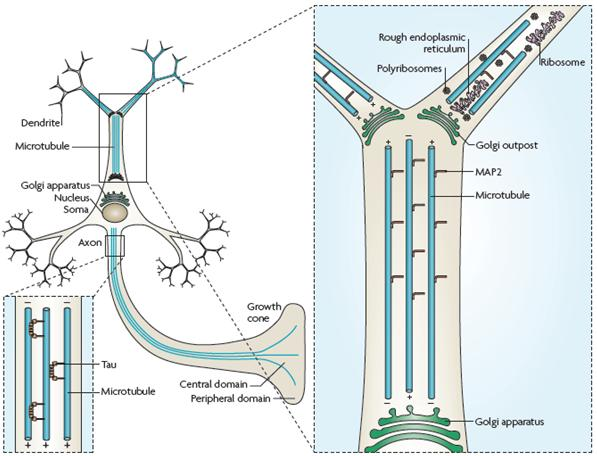 Dendrite
Microtubule
Golgi apparatus
Nucleus
Soma
Axon
Growth
cone
Central domain
Peripheral domain
– – –
Tau
Microtubule
+ + +
Rough endoplasmic
reticulum
Polyribosomes
Ribosome
+
+
Golgi outpost
+ – +
MAP2
Microtubule
– + –
Golgi apparatus